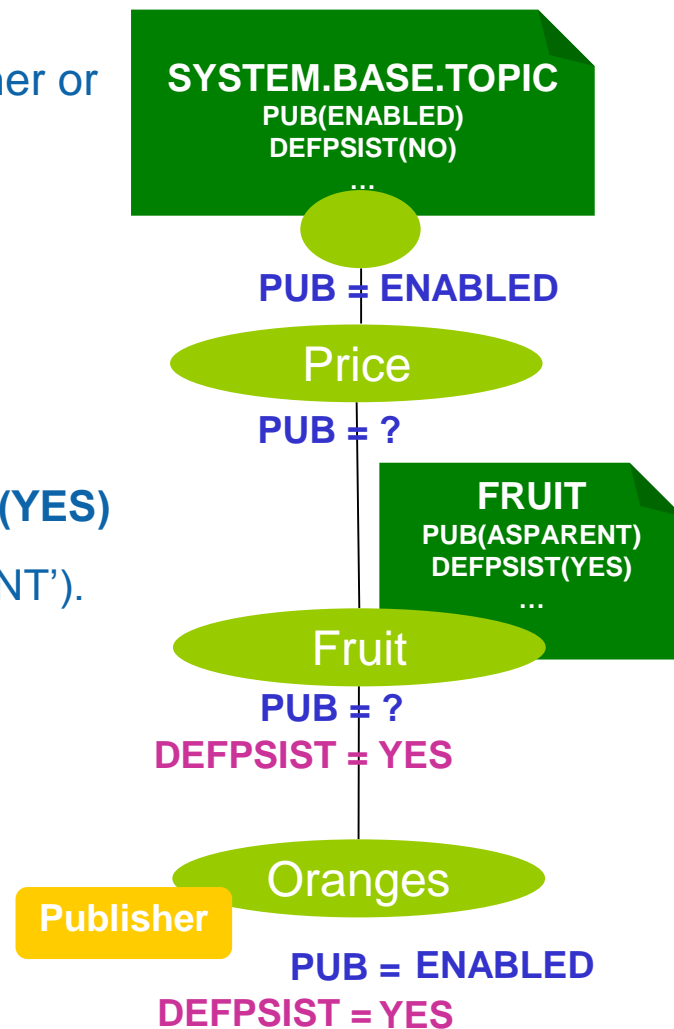 er or
SYSTEM.BASE.TOPIC
PUB(ENABLED)
DEFPSIST(NO)
...
PUB = ENABLED
Price
PUB = ?
(YES)
NT’).
FRUIT
PUB(ASPARENT)
DEFPSIST(YES)
...
Fruit
PUB = ?
DEFPSIST = YES
Oranges
Publisher
PUB = ENABLED
DEFPSIST = YES